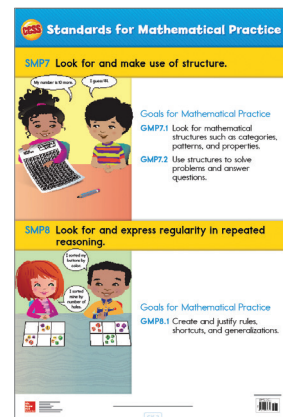 Standards for Mathematical Practice
SMP7 Look for and make use of structure.
My number is 10 more.
I guess 91.
Goals for Mathematical Practice
GMP7.1 Look for mathematical
structures such as categories,
patterns, and properties.
GMP7.2 Use structures to solve
problems and answer
questions.
SMP8 Look for and express regularity in repeated
reasoning.
I sorted my
buttons by
color.
I sorted
mine by
number of
holes.
Goals for Mathematical Practice
GMP8.1 Create and justify rules,
shortcuts, and generalizations.